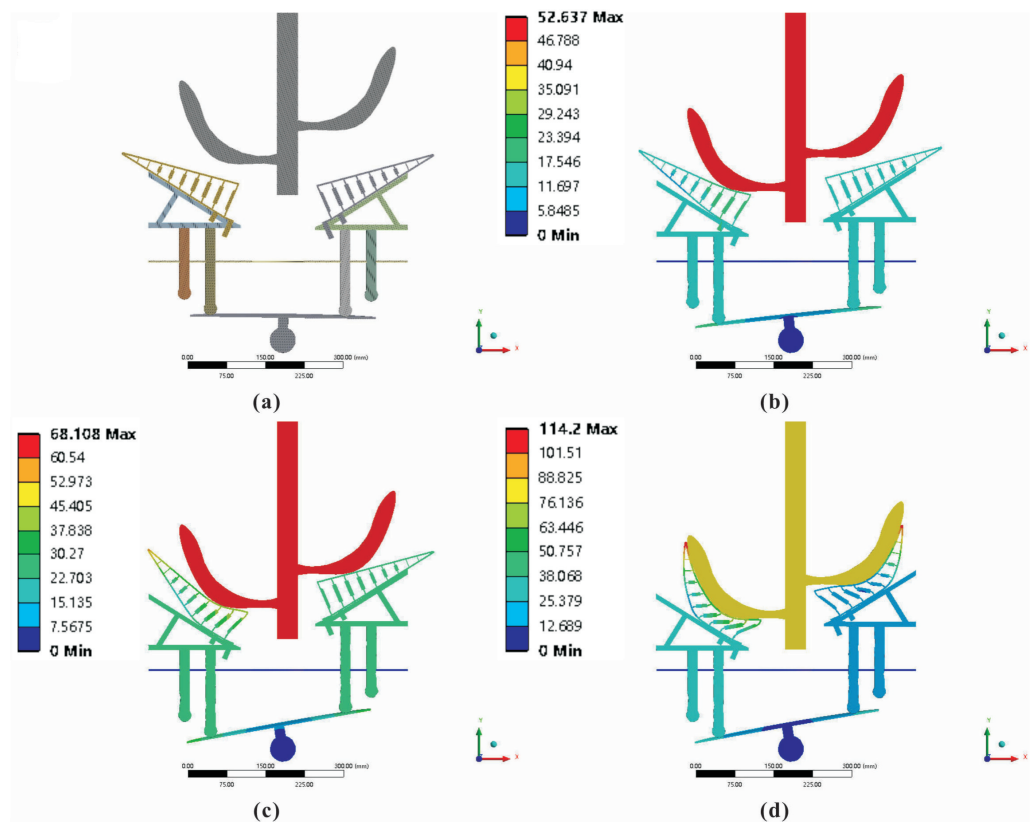 52.637 Max
46.788
40.94
35.091
29.243
23.394
17.546
11.697
5.8485
0 Min
Y
X
0.00 150.00 300.00 (mm)
75.00 225.00
(a)
Y
X
0.00 150.00 300.00 (mm)
75.00 225.00
(b)
68.108 Max
60.54
52.973
45.405
37.838
30.27
22.703
15.135
7.5675
0 Min
Y
X
0.00 150.00 300.00 (mm)
75.00 225.00
(c)
114.2 Max
101.51
88.825
76.136
63.446
50.757
38.068
25.379
12.689
0 Min
Y
X
0.00 150.00 300.00 (mm)
75.00 225.00
(d)